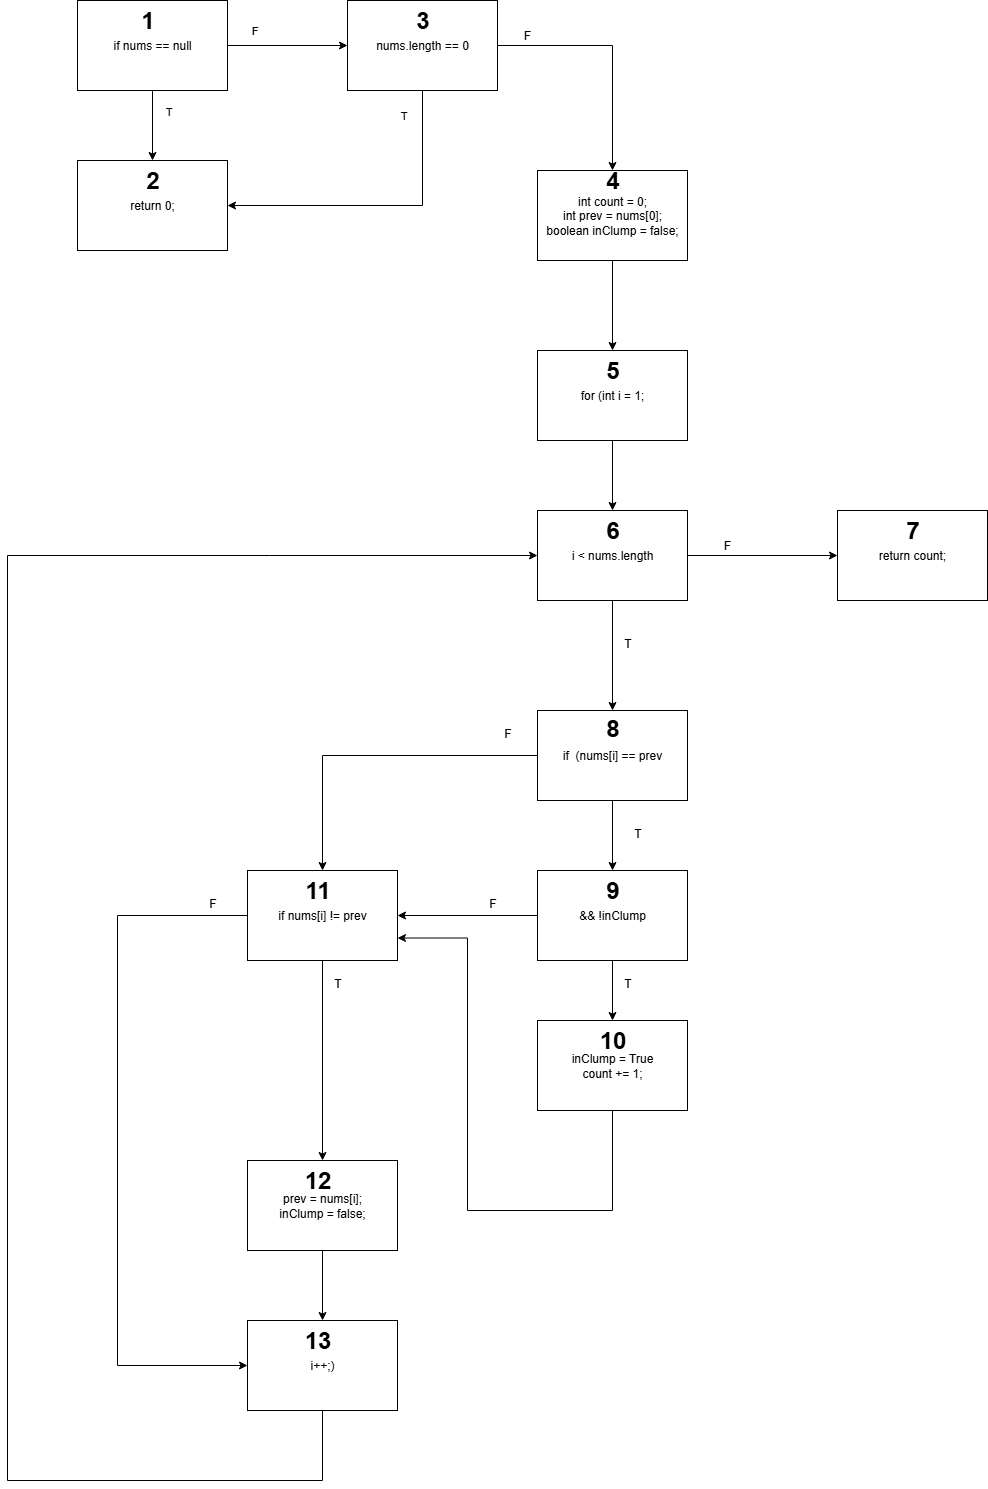 1
if nums == null
F
3
nums.length == 0
F
T
T
2
return 0;
4
int count = 0;
int prev = nums[0];
boolean inClump = false;
5
for (int i = 1;
6
i < nums.length
F
7
return count;
T
8
if  (nums[i] == prev
F
T
11
if nums[i] != prev
F
F
9
&& !inClump
T
T
10
inClump = True
count += 1;
12
prev = nums[i];
inClump = false;
13
i++;)